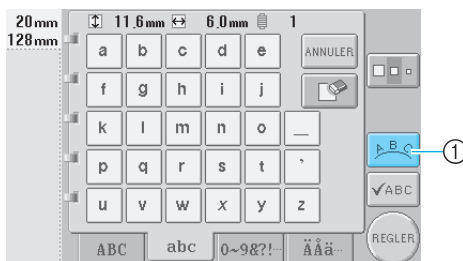 20 mm 11,6 mm 6,0 mm 1
128 mm
a b c d e ANNULER
f g h i j
k l m n o _
A B C 1
p q r s t '
✓ABC
u v w x y z
REGLER
ABC abc 0~9&?!··· ÄÅä···